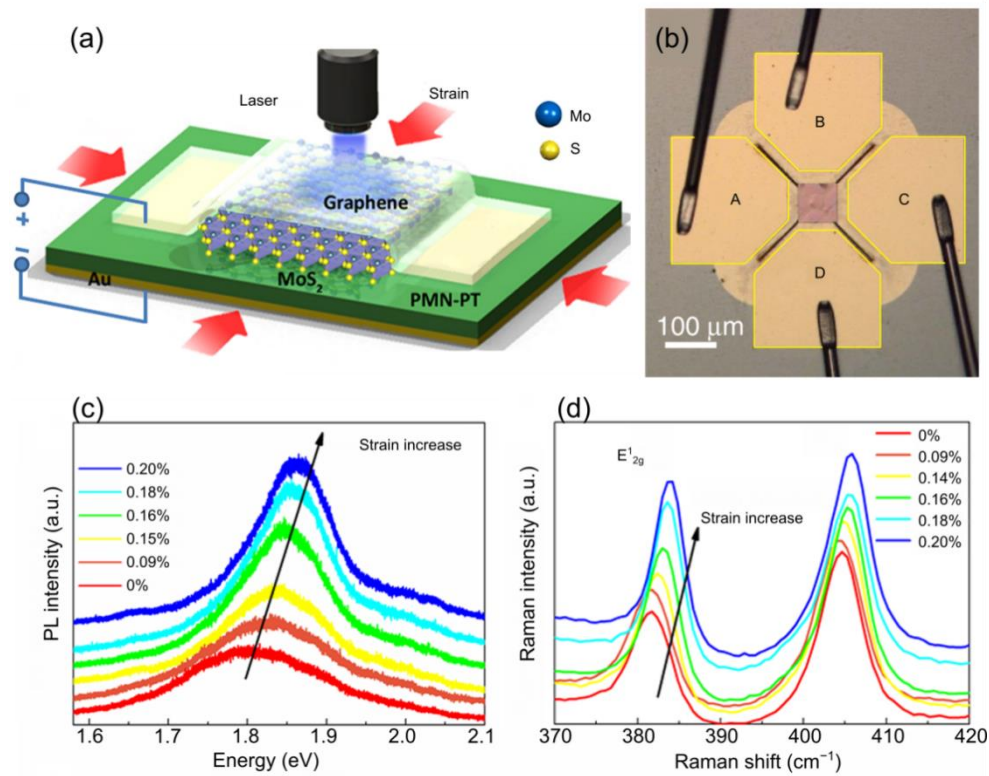 (a)
Laser
Strain
Mo
S
Graphene
+
−
Au
MoS₂
PMN-PT
(b)
B
A
C
D
100 μm
(c)
Strain increase
0.20%
0.18%
0.16%
0.15%
0.09%
0%
PL intensity (a.u.)
1.6 1.7 1.8 1.9 2.0 2.1
Energy (eV)
(d)
E¹₂g
0%
0.09%
0.14%
0.16%
0.18%
0.20%
Strain increase
Raman intensity (a.u.)
370 380 390 400 410 420
Raman shift (cm⁻¹)